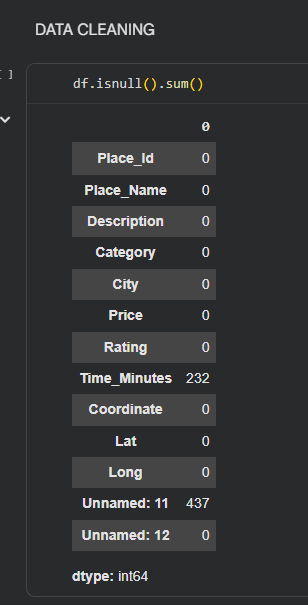 DATA CLEANING
[ ]
df.isnull().sum()
0
Place_Id 0
Place_Name 0
Description 0
Category 0
City 0
Price 0
Rating 0
Time_Minutes 232
Coordinate 0
Lat 0
Long 0
Unnamed: 11 437
Unnamed: 12 0
dtype: int64